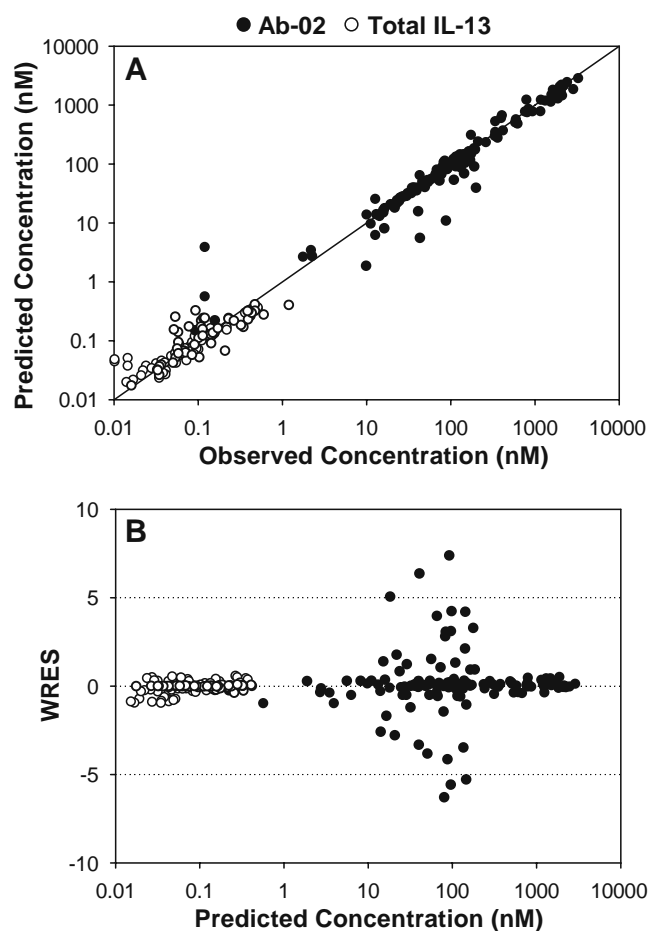 ● Ab-02 ○ Total IL-13
A
10000
1000
100
10
1
0.1
0.01
Predicted Concentration (nM)
0.01 0.1 1 10 100 1000 10000
Observed Concentration (nM)
B
10
5
0
-5
-10
WRES
0.01 0.1 1 10 100 1000 10000
Predicted Concentration (nM)